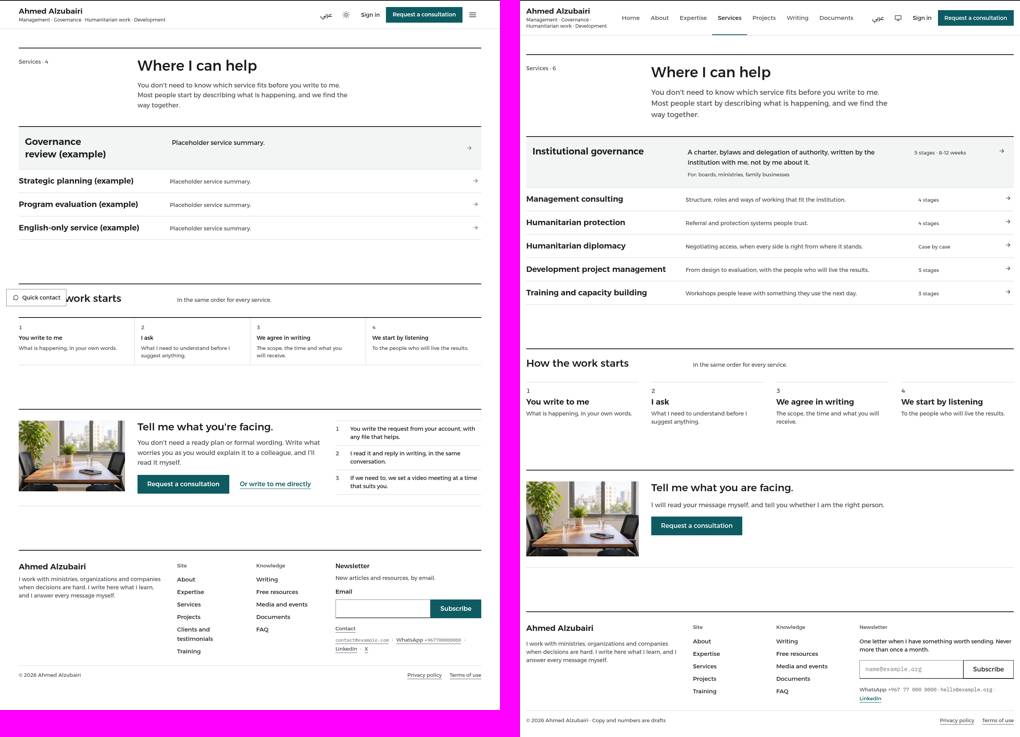 Ahmed Alzubairi
Management · Governance · Humanitarian work · Development
عربي
Sign in
Request a consultation
Services · 4
Where I can help
You don't need to know which service fits before you write to me.
Most people start by describing what is happening, and we find the
way together.
Governance
review (example)
Placeholder service summary.
→
Strategic planning (example)
Placeholder service summary.
→
Program evaluation (example)
Placeholder service summary.
→
English-only service (example)
Placeholder service summary.
→
Quick contact
work starts
In the same order for every service.
1
You write to me
What is happening, in your own words.
2
I ask
What I need to understand before I
suggest anything.
3
We agree in writing
The scope, the time and what you
will receive.
4
We start by listening
To the people who will live the results.
Tell me what you're facing.
You don't need a ready plan or formal wording. Write what
worries you as you would explain it to a colleague, and I'll
read it myself.
Request a consultation
Or write to me directly
1 You write the request from your account, with
any file that helps.
2 I read it and reply in writing, in the same
conversation.
3 If we need to, we set a video meeting at a time
that suits you.
Ahmed Alzubairi
I work with ministries, organizations and companies
when decisions are hard. I write here what I learn,
and I answer every message myself.
Site
About
Expertise
Services
Projects
Clients and
testimonials
Training
Knowledge
Writing
Free resources
Media and events
Documents
FAQ
Newsletter
New articles and resources, by email.
Email
Subscribe
Contact
contact@example.com · WhatsApp +967700000000 ·
LinkedIn · X
© 2026 Ahmed Alzubairi
Privacy policy
Terms of use
Ahmed Alzubairi
Management · Governance ·
Humanitarian work · Development
Home
About
Expertise
Services
Projects
Writing
Documents
عربي
Sign in
Request a consultation
Services · 6
Where I can help
You don't need to know which service fits before you write to me.
Most people start by describing what is happening, and we find the
way together.
Institutional governance
A charter, bylaws and delegation of authority, written by the
institution with me, not by me about it.
For: boards, ministries, family businesses
5 stages · 6–12 weeks
→
Management consulting
Structure, roles and ways of working that fit the institution.
4 stages
→
Humanitarian protection
Referral and protection systems people trust.
4 stages
→
Humanitarian diplomacy
Negotiating access, when every side is right from where it stands.
Case by case
→
Development project management
From design to evaluation, with the people who will live the results.
5 stages
→
Training and capacity building
Workshops people leave with something they use the next day.
3 stages
→
How the work starts
In the same order for every service.
1
You write to me
What is happening, in your own words.
2
I ask
What I need to understand before I
suggest anything.
3
We agree in writing
The scope, the time and what you will
receive.
4
We start by listening
To the people who will live the results.
Tell me what you are facing.
I will read your message myself, and tell you whether I am the right person.
Request a consultation
Ahmed Alzubairi
I work with ministries, organizations and companies
when decisions are hard. I write here what I learn, and I
answer every message myself.
Site
About
Expertise
Services
Projects
Training
Knowledge
Writing
Free resources
Media and events
Documents
FAQ
Newsletter
One letter when I have something worth sending. Never
more than once a month.
name@example.org
Subscribe
WhatsApp +967 77 000 0000 · hello@example.org ·
LinkedIn
© 2026 Ahmed Alzubairi · Copy and numbers are drafts
Privacy policy
Terms of use